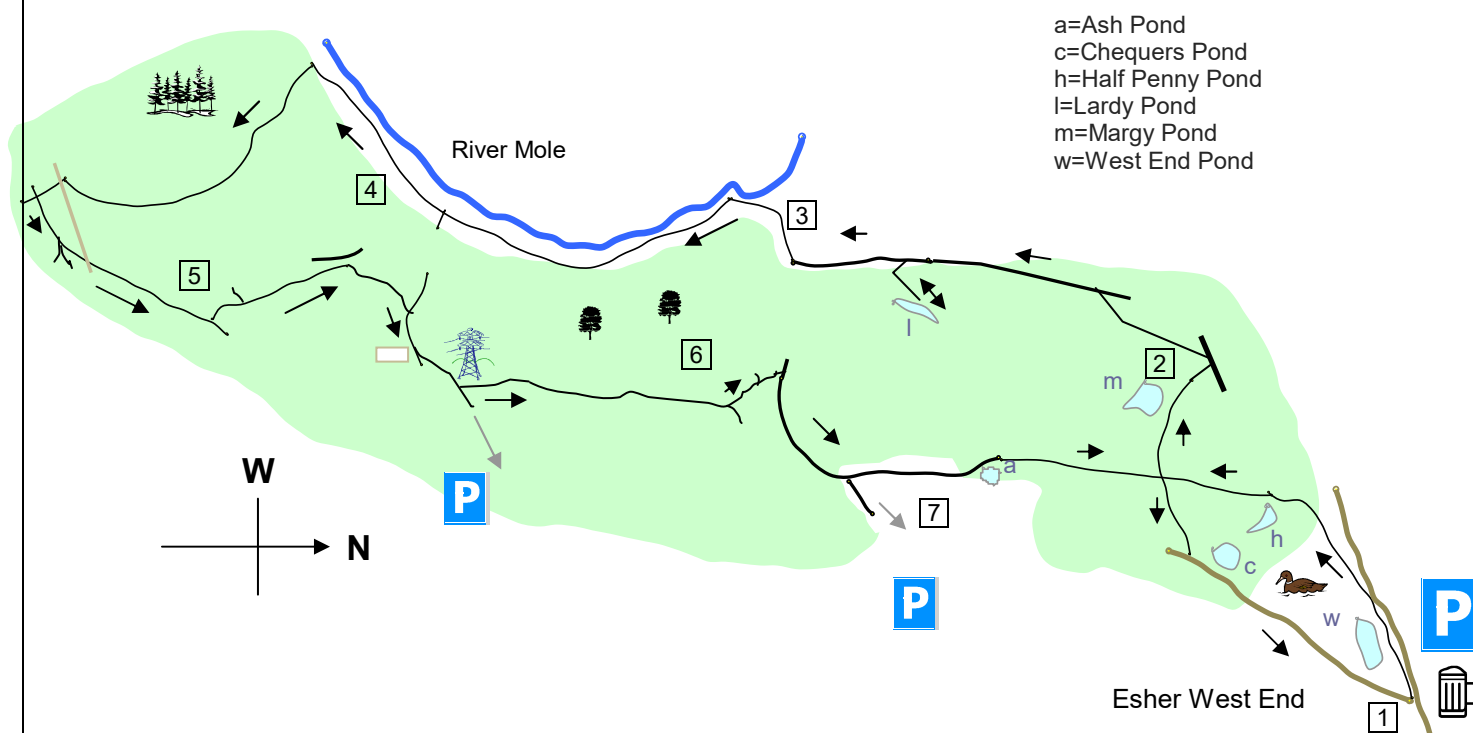 a=Ash Pond
c=Chequers Pond
h=Half Penny Pond
l=Lardy Pond
m=Margy Pond
w=West End Pond
River Mole
4
3
5
l
6
2
m
W
N
P
a
7
h
c
P
w
P
Esher West End
1